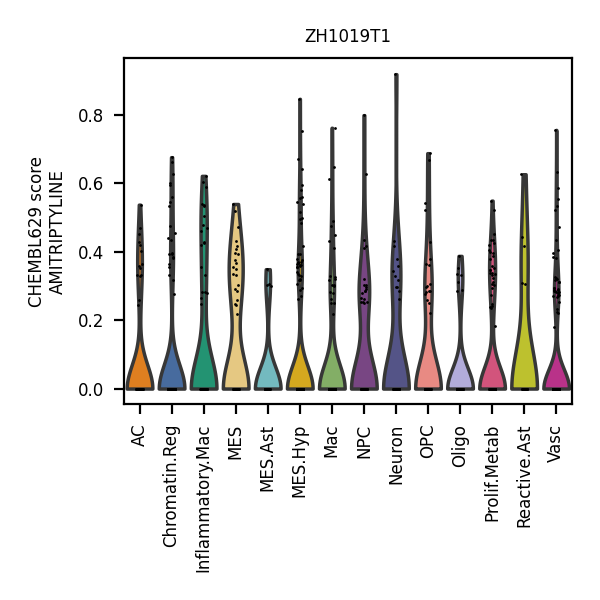 ZH1019T1
CHEMBL629 score
AMITRIPTYLINE
0.8
0.6
0.4
0.2
0.0
AC
Chromatin.Reg
Inflammatory.Mac
MES
MES.Ast
MES.Hyp
Mac
NPC
Neuron
OPC
Oligo
Prolif.Metab
Reactive.Ast
Vasc